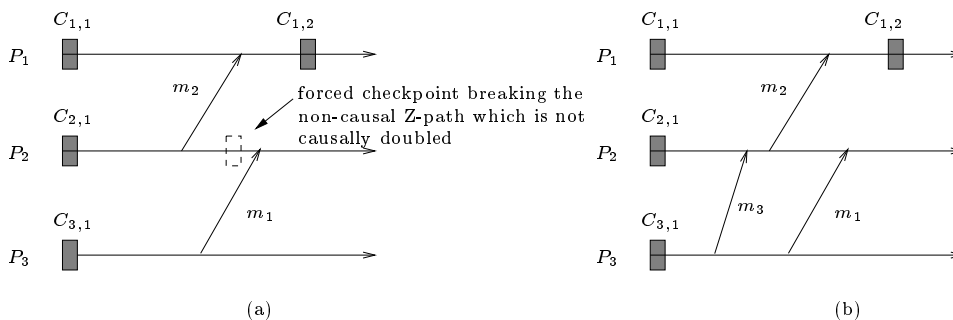 C1,1
C1,2
P1
m2
forced checkpoint breaking the
non-causal Z-path which is not
causally doubled
C2,1
P2
m1
C3,1
P3
(a)
C1,1
C1,2
P1
m2
C2,1
P2
m3
m1
C3,1
P3
(b)